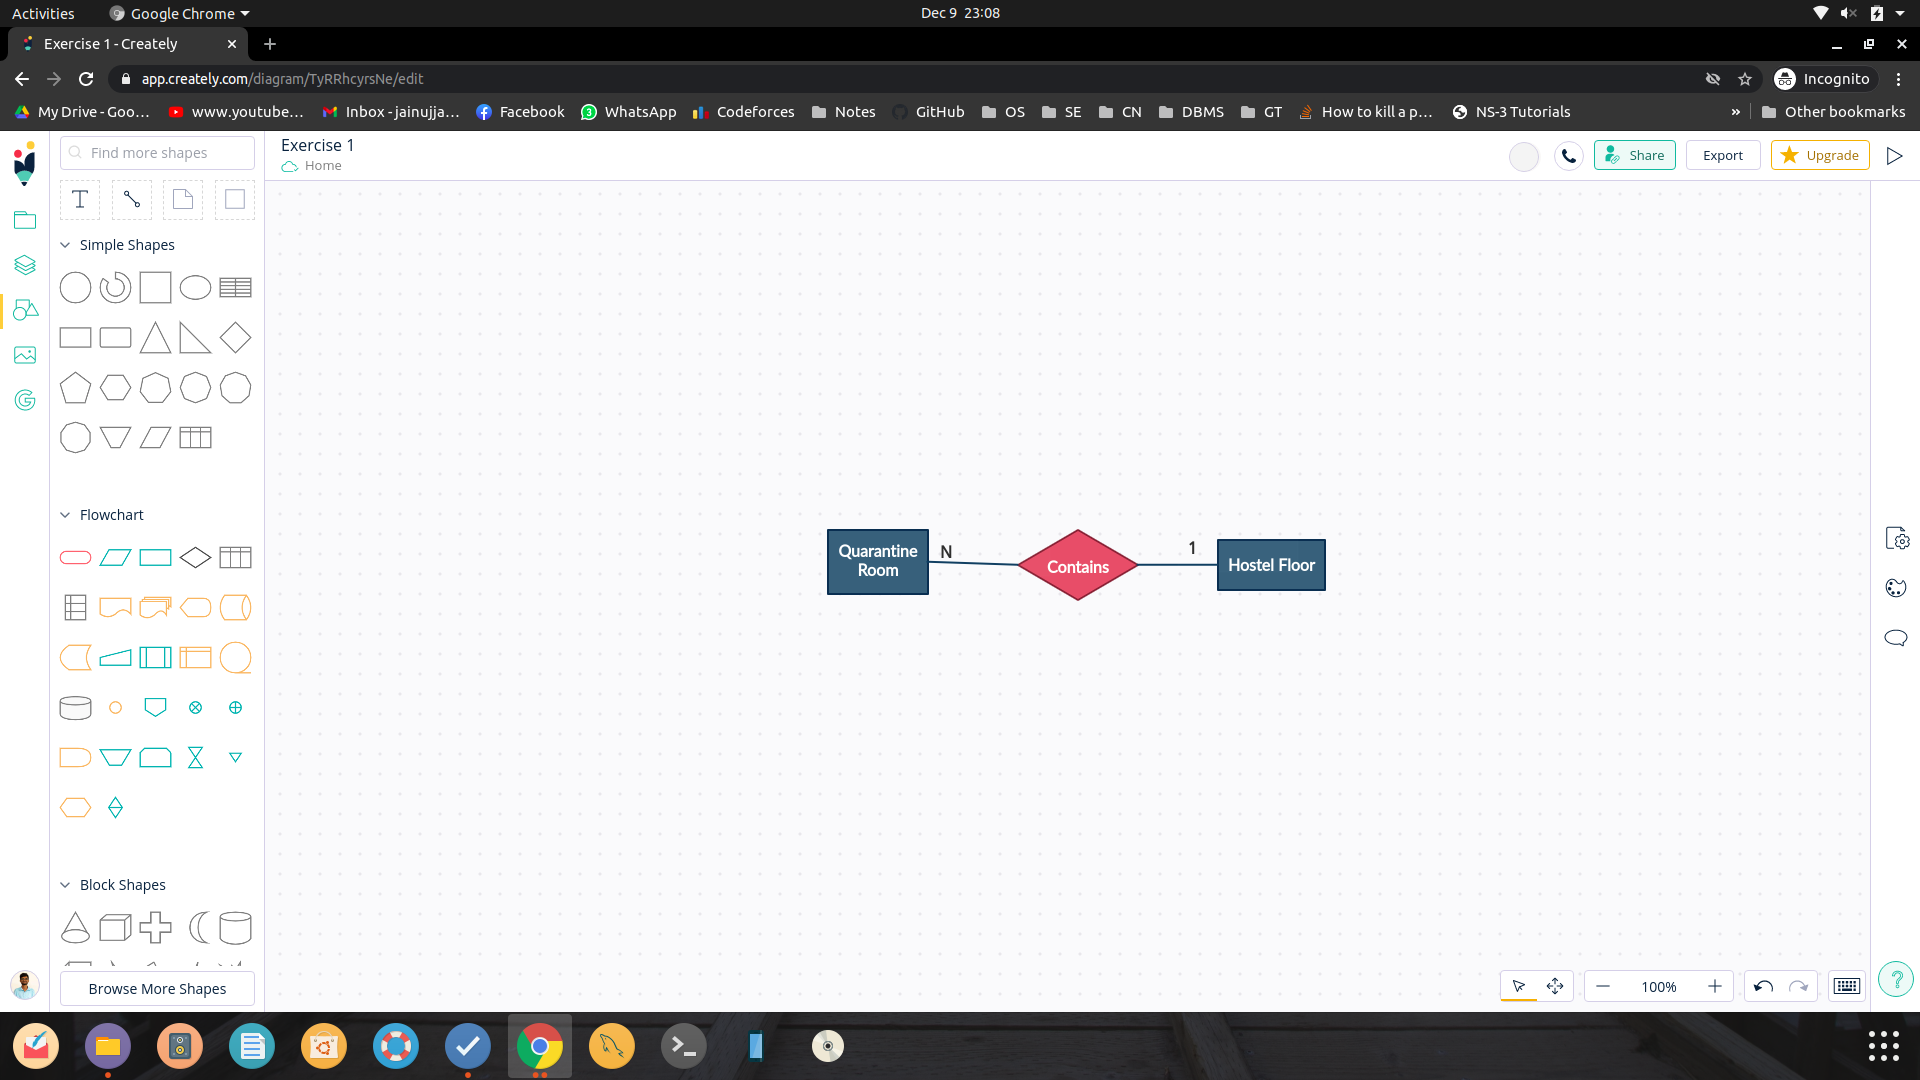 Activities
Google Chrome
Dec 9 23:08
Exercise 1 - Creately
app.creately.com/diagram/TyRRhcyrsNe/edit
Incognito
My Drive - Goo…
www.youtube…
Inbox - jainujja…
Facebook
WhatsApp
Codeforces
Notes
GitHub
OS
SE
CN
DBMS
GT
How to kill a p…
NS-3 Tutorials
»
Other bookmarks
Find more shapes
Exercise 1
Home
Share
Export
Upgrade
T
Simple Shapes
Flowchart
Quarantine
Room
N
Contains
1
Hostel Floor
Block Shapes
Browse More Shapes
100%
?